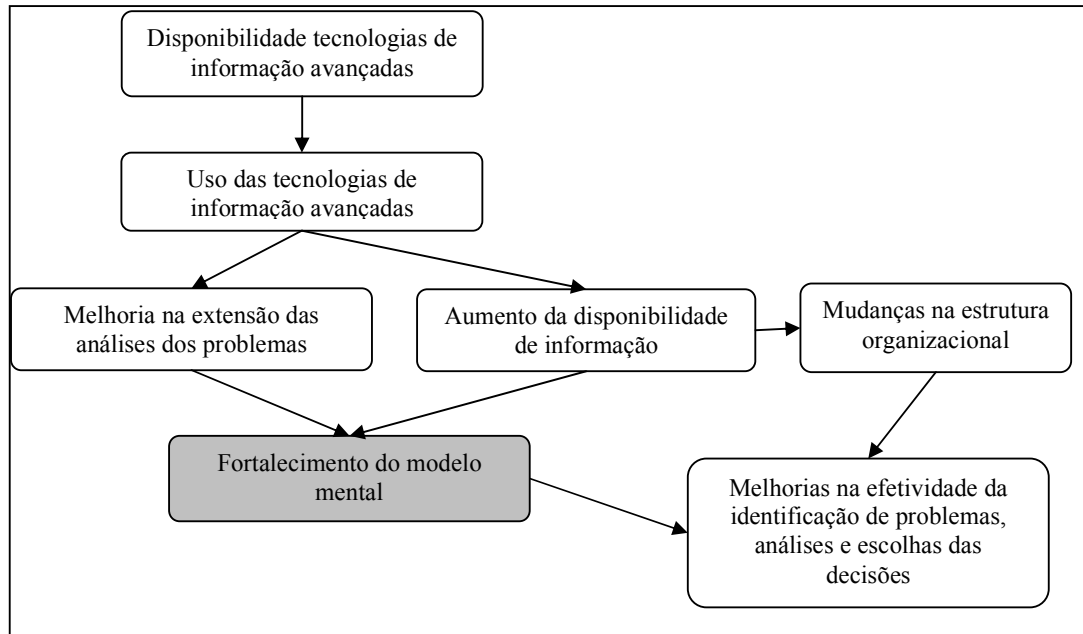 Disponibilidade tecnologias de
informação avançadas
Uso das tecnologias de
informação avançadas
Melhoria na extensão das
análises dos problemas
Aumento da disponibilidade
de informação
Mudanças na estrutura
organizacional
Fortalecimento do modelo
mental
Melhorias na efetividade da
identificação de problemas,
análises e escolhas das
decisões